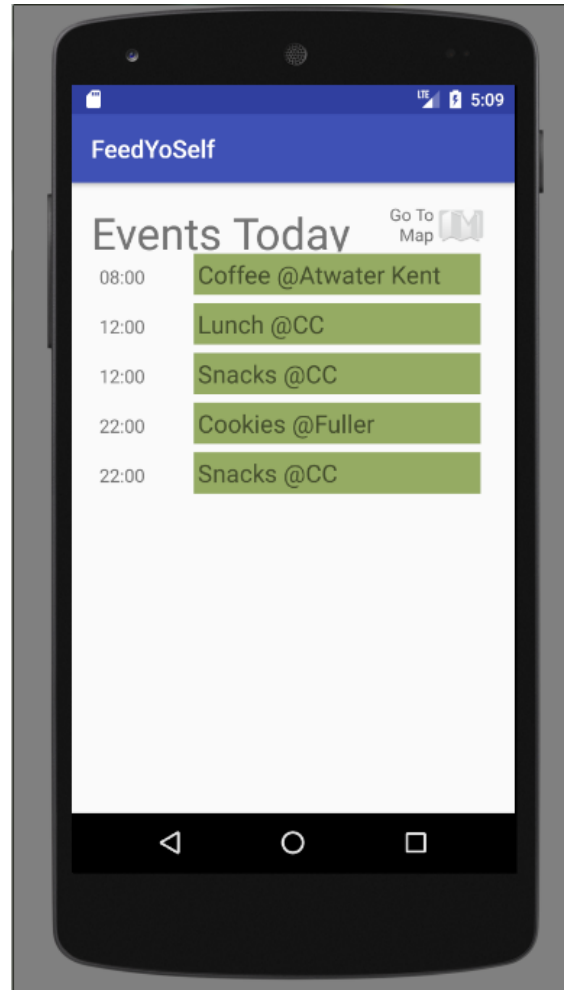 LTE 5:09
FeedYoSelf
Events Today
Go To
Map
08:00 Coffee @Atwater Kent
12:00 Lunch @CC
12:00 Snacks @CC
22:00 Cookies @Fuller
22:00 Snacks @CC